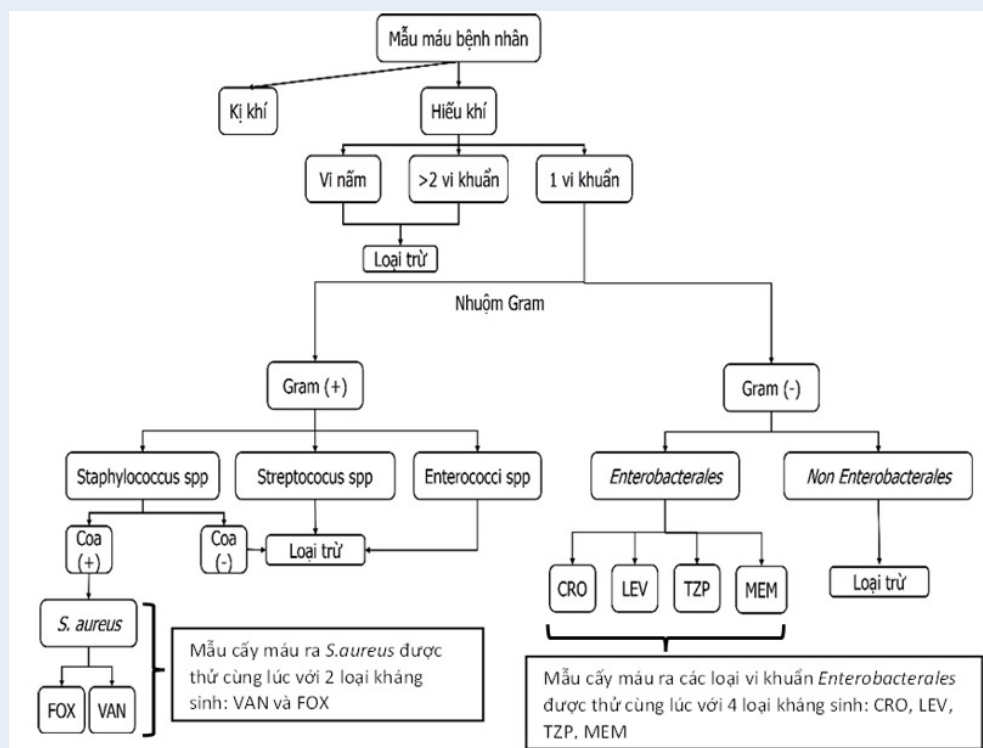 Mẫu máu bệnh nhân
Kị khí
Hiếu khí
Vi nấm
>2 vi khuẩn
1 vi khuẩn
Loại trừ
Nhuộm Gram
Gram (+)
Gram (-)
Staphylococcus spp
Streptococus spp
Enterococci spp
Enterobacterales
Non Enterobacterales
Coa
(+)
Coa
(-)
Loại trừ
CRO
LEV
TZP
MEM
Loại trừ
S. aureus
FOX
VAN
Mẫu cấy máu ra S.aureus được
thử cùng lúc với 2 loại kháng
sinh: VAN và FOX
Mẫu cấy máu ra các loại vi khuẩn Enterobacterales
được thử cùng lúc với 4 loại kháng sinh: CRO, LEV,
TZP, MEM